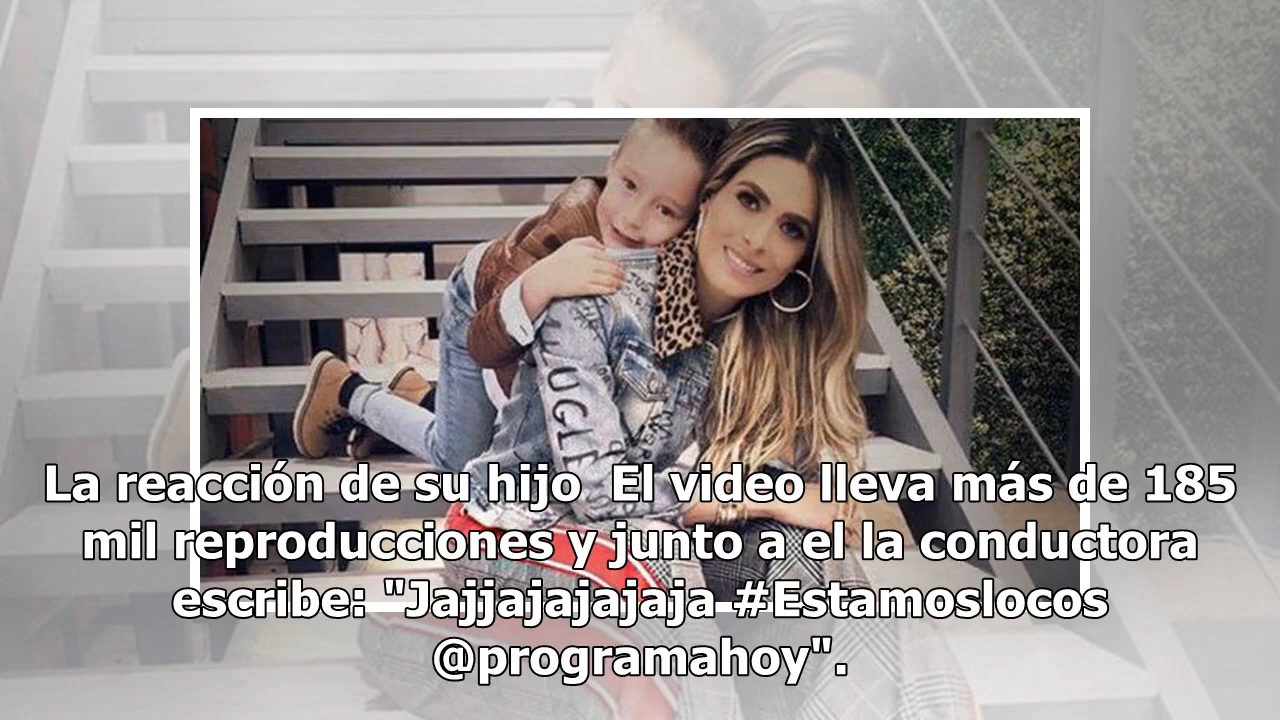 La reacción de su hijo  El video lleva más de 185
mil reproducciones y junto a el la conductora
escribe: "Jajjajajajajaja #Estamoslocos
@programahoy".